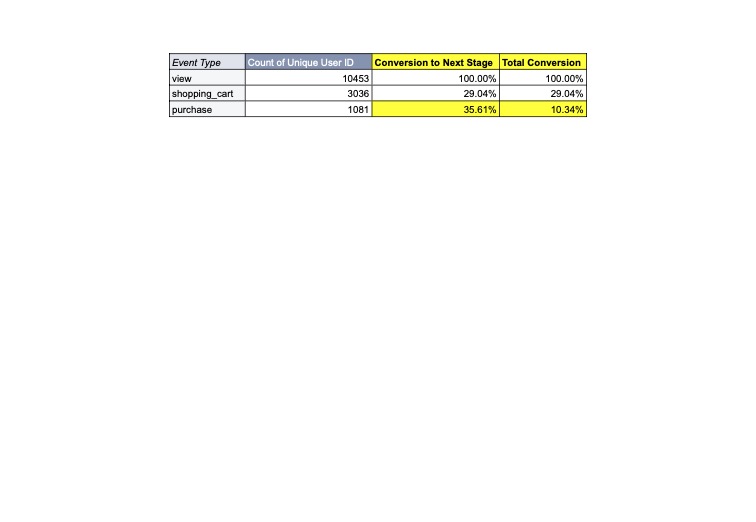 Event Type Count of Unique User ID Conversion to Next Stage Total Conversion
view 10453 100.00% 100.00%
shopping_cart 3036 29.04% 29.04%
purchase 1081 35.61% 10.34%